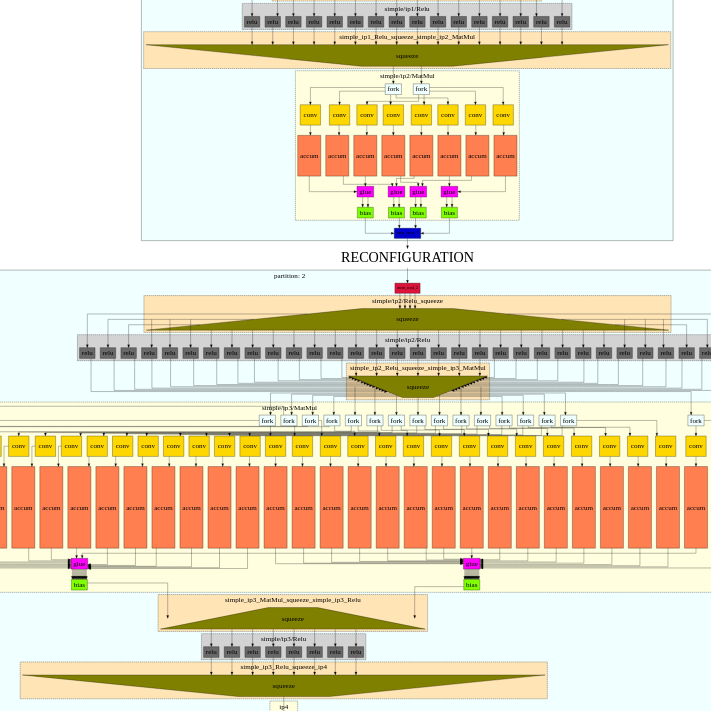 simple/ip1/Relu
relu relu relu relu relu relu relu relu relu relu relu relu relu relu relu relu
simple_ip1_Relu_squeeze_simple_ip2_MatMul
squeeze
simple/ip2/MatMul
fork fork
conv conv conv conv conv conv conv conv
accum accum accum accum accum accum accum accum
glue glue glue glue
bias bias bias bias
RECONFIGURATION
partition: 2
simple/ip2/Relu_squeeze
squeeze
simple/ip2/Relu
relu relu relu relu relu relu relu relu relu relu relu relu relu relu relu relu relu relu relu relu relu relu relu relu relu relu relu relu relu relu
simple_ip2_Relu_squeeze_simple_ip3_MatMul
squeeze
simple/ip3/MatMul
fork fork fork fork fork fork fork fork fork fork fork fork fork fork fork fork
conv conv conv conv conv conv conv conv conv conv conv conv conv conv conv conv conv conv conv conv conv conv conv conv conv conv conv
accum accum accum accum accum accum accum accum accum accum accum accum accum accum accum accum accum accum accum accum accum accum accum accum accum
glue glue
bias bias
simple_ip3_MatMul_squeeze_simple_ip3_Relu
squeeze
simple/ip3/Relu
relu relu relu relu relu relu relu relu
simple_ip3_Relu_squeeze_ip4
squeeze
ip4